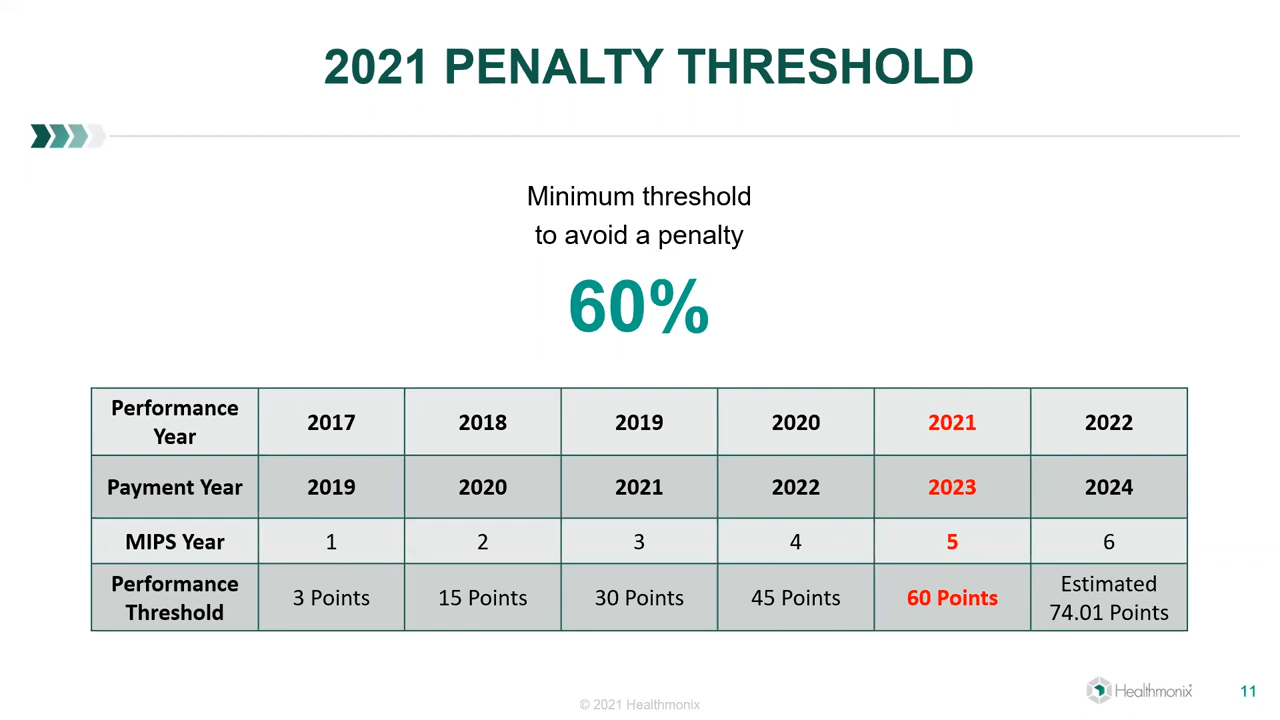 2021 PENALTY THRESHOLD
Minimum threshold
to avoid a penalty
60%
Performance Year 2017 2018 2019 2020 2021 2022
Payment Year 2019 2020 2021 2022 2023 2024
MIPS Year 1 2 3 4 5 6
Performance Threshold 3 Points 15 Points 30 Points 45 Points 60 Points Estimated 74.01 Points
Healthmonix
11
© 2021 Healthmonix